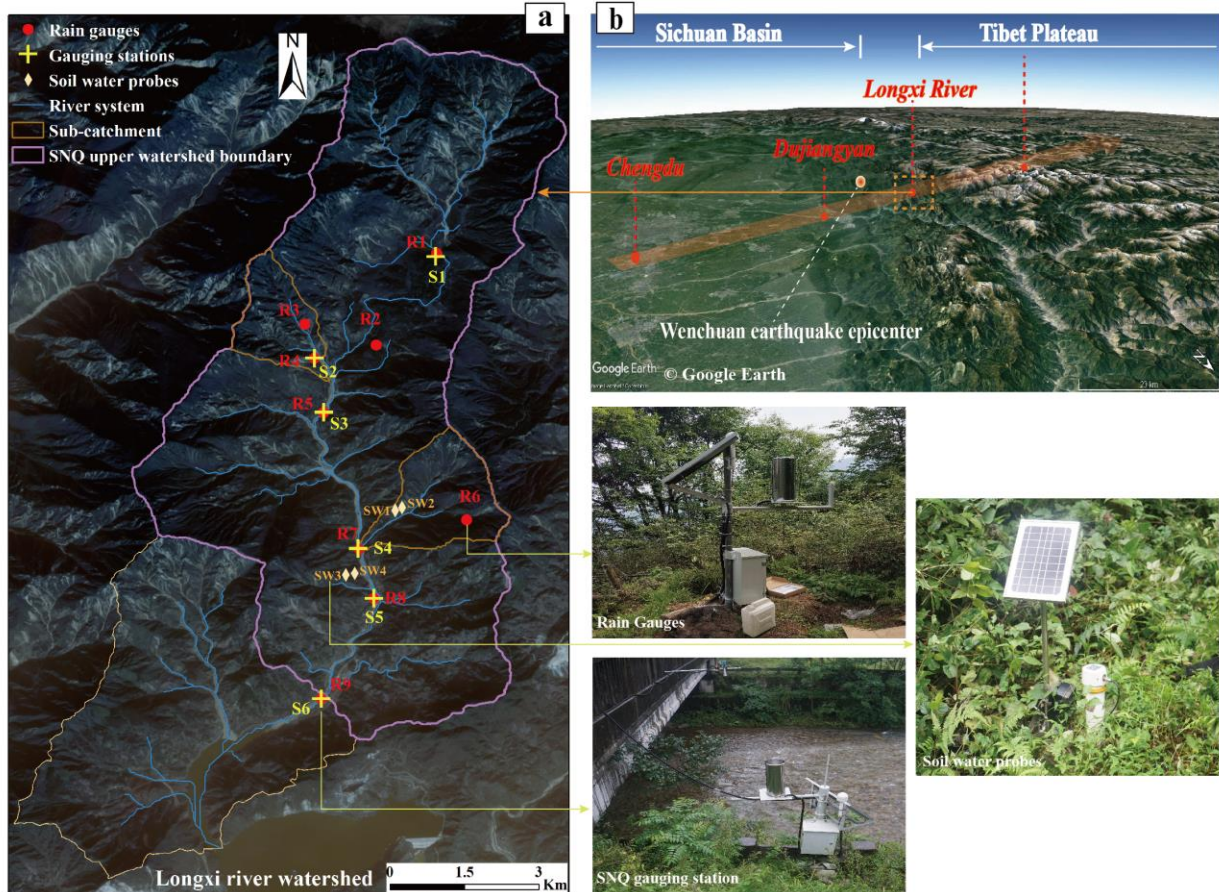 a
Rain gauges
Gauging stations
Soil water probes
River system
Sub-catchment
SNQ upper watershed boundary
N
R1
S1
R3
R2
R4
S2
R5
S3
SW1
SW2
R6
R7
S4
SW3
SW4
R8
S5
R9
S6
Longxi river watershed
0 1.5 3
Km
b
Sichuan Basin
Tibet Plateau
Longxi River
Dujiangyan
Chengdu
Wenchuan earthquake epicenter
Google Earth
© Google Earth
Rain Gauges
Soil water probes
SNQ gauging station